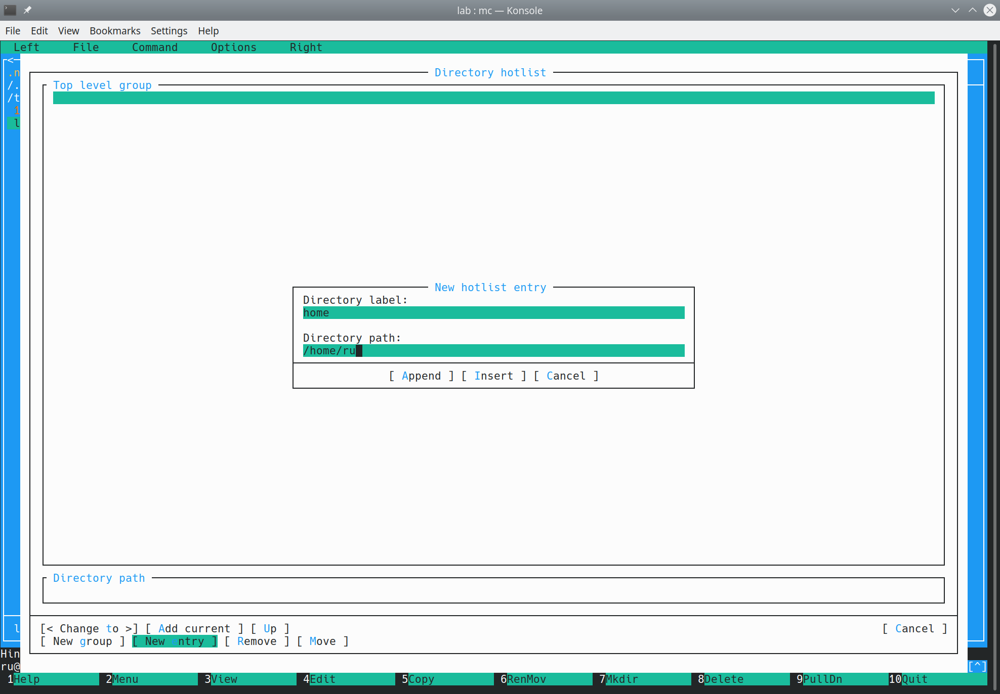 lab : mc — Konsole
File Edit View Bookmarks Settings Help
Left File Command Options Right
<
.n
/.
/t
1
l
Directory hotlist
Top level group
New hotlist entry
Directory label:
home
Directory path:
/home/ru
[ Append ] [ Insert ] [ Cancel ]
Directory path
l
[< Change to >] [ Add current ] [ Up ] [ Cancel ]
[ New group ] [ New entry ] [ Remove ] [ Move ]
Hin
ru@ [^]
1Help 2Menu 3View 4Edit 5Copy 6RenMov 7Mkdir 8Delete 9PullDn 10Quit